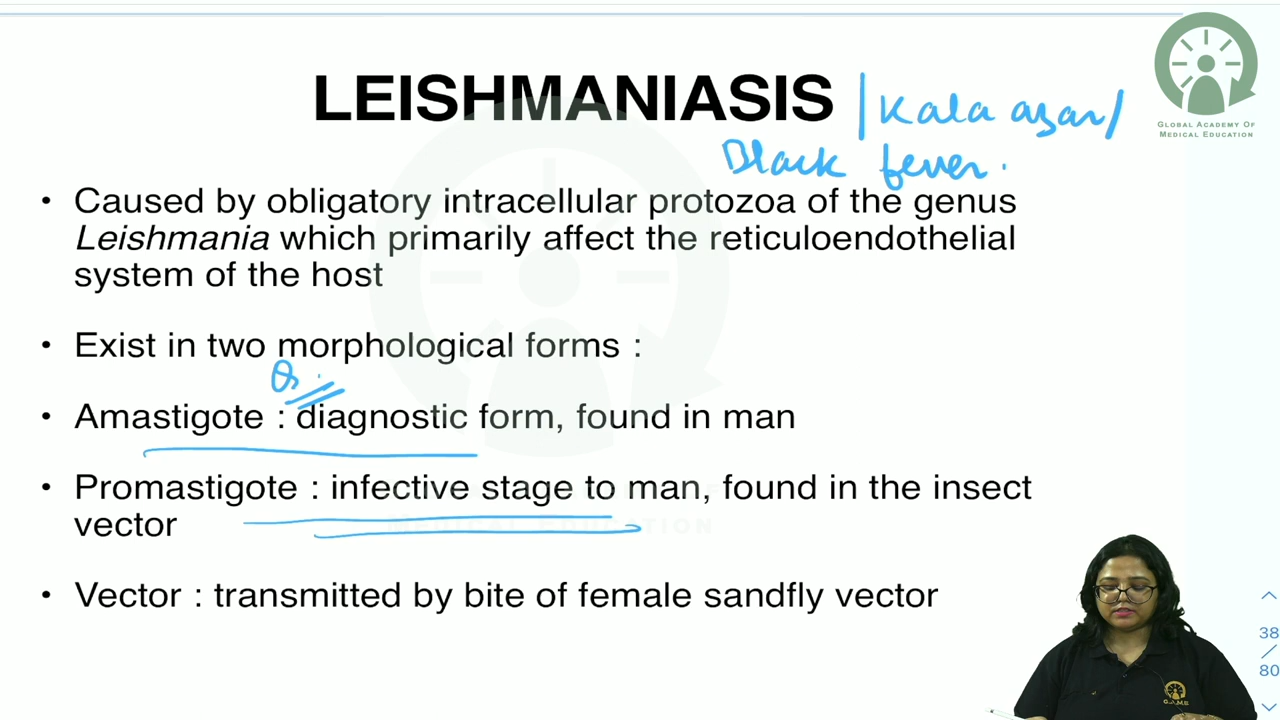 LEISHMANIASIS | Kala azar/
Black fever.
GLOBAL ACADEMY OF
MEDICAL EDUCATION
• Caused by obligatory intracellular protozoa of the genus
Leishmania which primarily affect the reticuloendothelial
system of the host
• Exist in two morphological forms :
• Amastigote : diagnostic form, found in man
• Promastigote : infective stage to man, found in the insect
vector
MEDICAL EDUCATION
• Vector : transmitted by bite of female sandfly vector
38
/
80
G.A.M.E